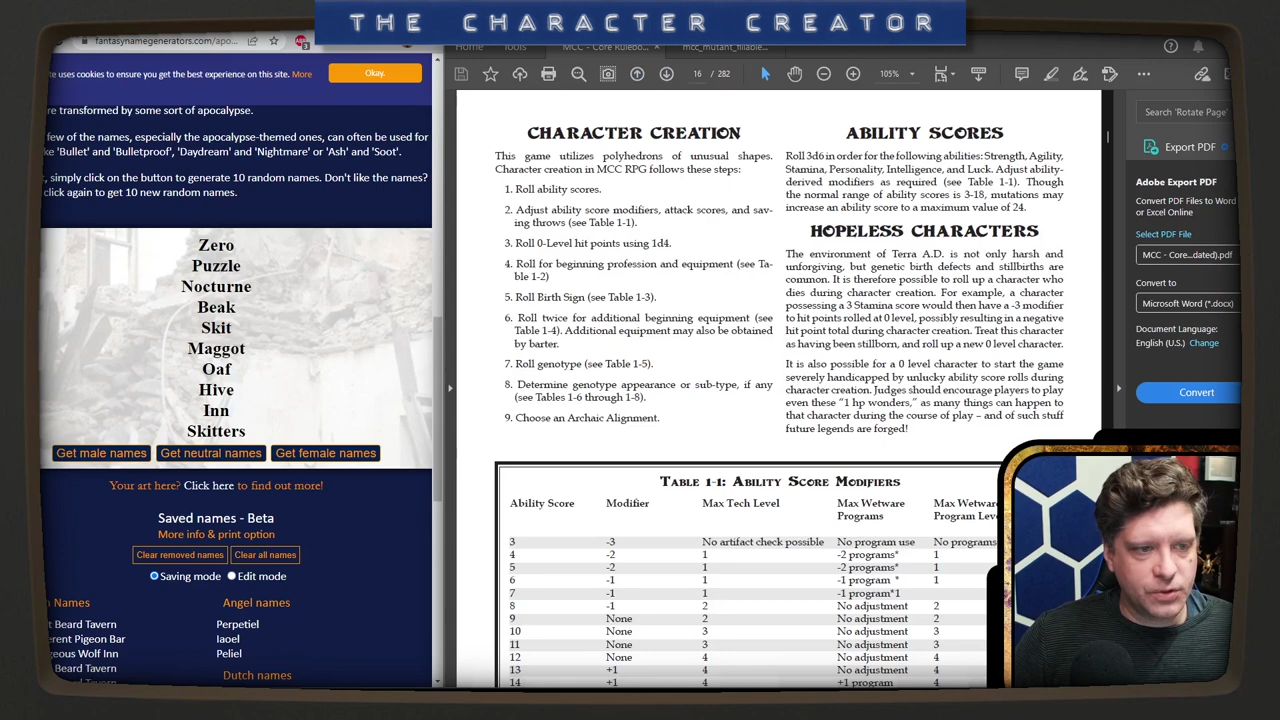 THE CHARACTER CREATOR
fantasynamegenerators.com/apo...
3
te uses cookies to ensure you get the best experience on this site. More
Okay.
re transformed by some sort of apocalypse.
few of the names, especially the apocalypse-themed ones, can often be used for
ke 'Bullet' and 'Bulletproof', 'Daydream' and 'Nightmare' or 'Ash' and 'Soot'.
t, simply click on the button to generate 10 random names. Don't like the names?
click again to get 10 new random names.
Zero
Puzzle
Nocturne
Beak
Skit
Maggot
Oaf
Hive
Inn
Skitters
Get male names
Get neutral names
Get female names
Your art here? Click here to find out more!
Saved names - Beta
More info & print option
Clear removed names
Clear all names
Saving mode
Edit mode
n Names
t Beard Tavern
erent Pigeon Bar
geous Wolf Inn
Beard Tavern
Angel names
Perpetiel
Iaoel
Peliel
Dutch names
Home
Tools
MCC - Core Rulebo...
mcc_mutant_fillable...
16 / 282
105%
CHARACTER CREATION
This game utilizes polyhedrons of unusual shapes.
Character creation in MCC RPG follows these steps:
1. Roll ability scores.
2. Adjust ability score modifiers, attack scores, and sav-
ing throws (see Table 1-1).
3. Roll 0-Level hit points using 1d4.
4. Roll for beginning profession and equipment (see Ta-
ble 1-2)
5. Roll Birth Sign (see Table 1-3).
6. Roll twice for additional beginning equipment (see
Table 1-4). Additional equipment may also be obtained
by barter.
7. Roll genotype (see Table 1-5).
8. Determine genotype appearance or sub-type, if any
(see Tables 1-6 through 1-8).
9. Choose an Archaic Alignment.
ABILITY SCORES
Roll 3d6 in order for the following abilities: Strength, Agility,
Stamina, Personality, Intelligence, and Luck. Adjust ability-
derived modifiers as required (see Table 1-1). Though
the normal range of ability scores is 3-18, mutations may
increase an ability score to a maximum value of 24.
HOPELESS CHARACTERS
The environment of Terra A.D. is not only harsh and
unforgiving, but genetic birth defects and stillbirths are
common. It is therefore possible to roll up a character who
dies during character creation. For example, a character
possessing a 3 Stamina score would then have a -3 modifier
to hit points rolled at 0 level, possibly resulting in a negative
hit point total during character creation. Treat this character
as having been stillborn, and roll up a new 0 level character.
It is also possible for a 0 level character to start the game
severely handicapped by unlucky ability score rolls during
character creation. Judges should encourage players to play
even these "1 hp wonders," as many things can happen to
that character during the course of play – and of such stuff
future legends are forged!
TABLE 1-1: ABILITY SCORE MODIFIERS
Ability Score Modifier Max Tech Level Max Wetware Programs Max Wetware Program Leve
3 -3 No artifact check possible No program use No programs
4 -2 1 -2 programs* 1
5 -2 1 -2 programs* 1
6 -1 1 -1 program * 1
7 -1 1 -1 program*1
8 -1 2 No adjustment 2
9 None 2 No adjustment 2
10 None 3 No adjustment 3
11 None 3 No adjustment 3
12 None 4 No adjustment 4
13 +1 4 No adjustment 4
14 +1 4 +1 program 4
Search 'Rotate Page'
Export PDF
Adobe Export PDF
Convert PDF Files to Word
or Excel Online
Select PDF File
MCC - Core...dated).pdf
Convert to
Microsoft Word (*.docx)
Document Language:
English (U.S.) Change
Convert